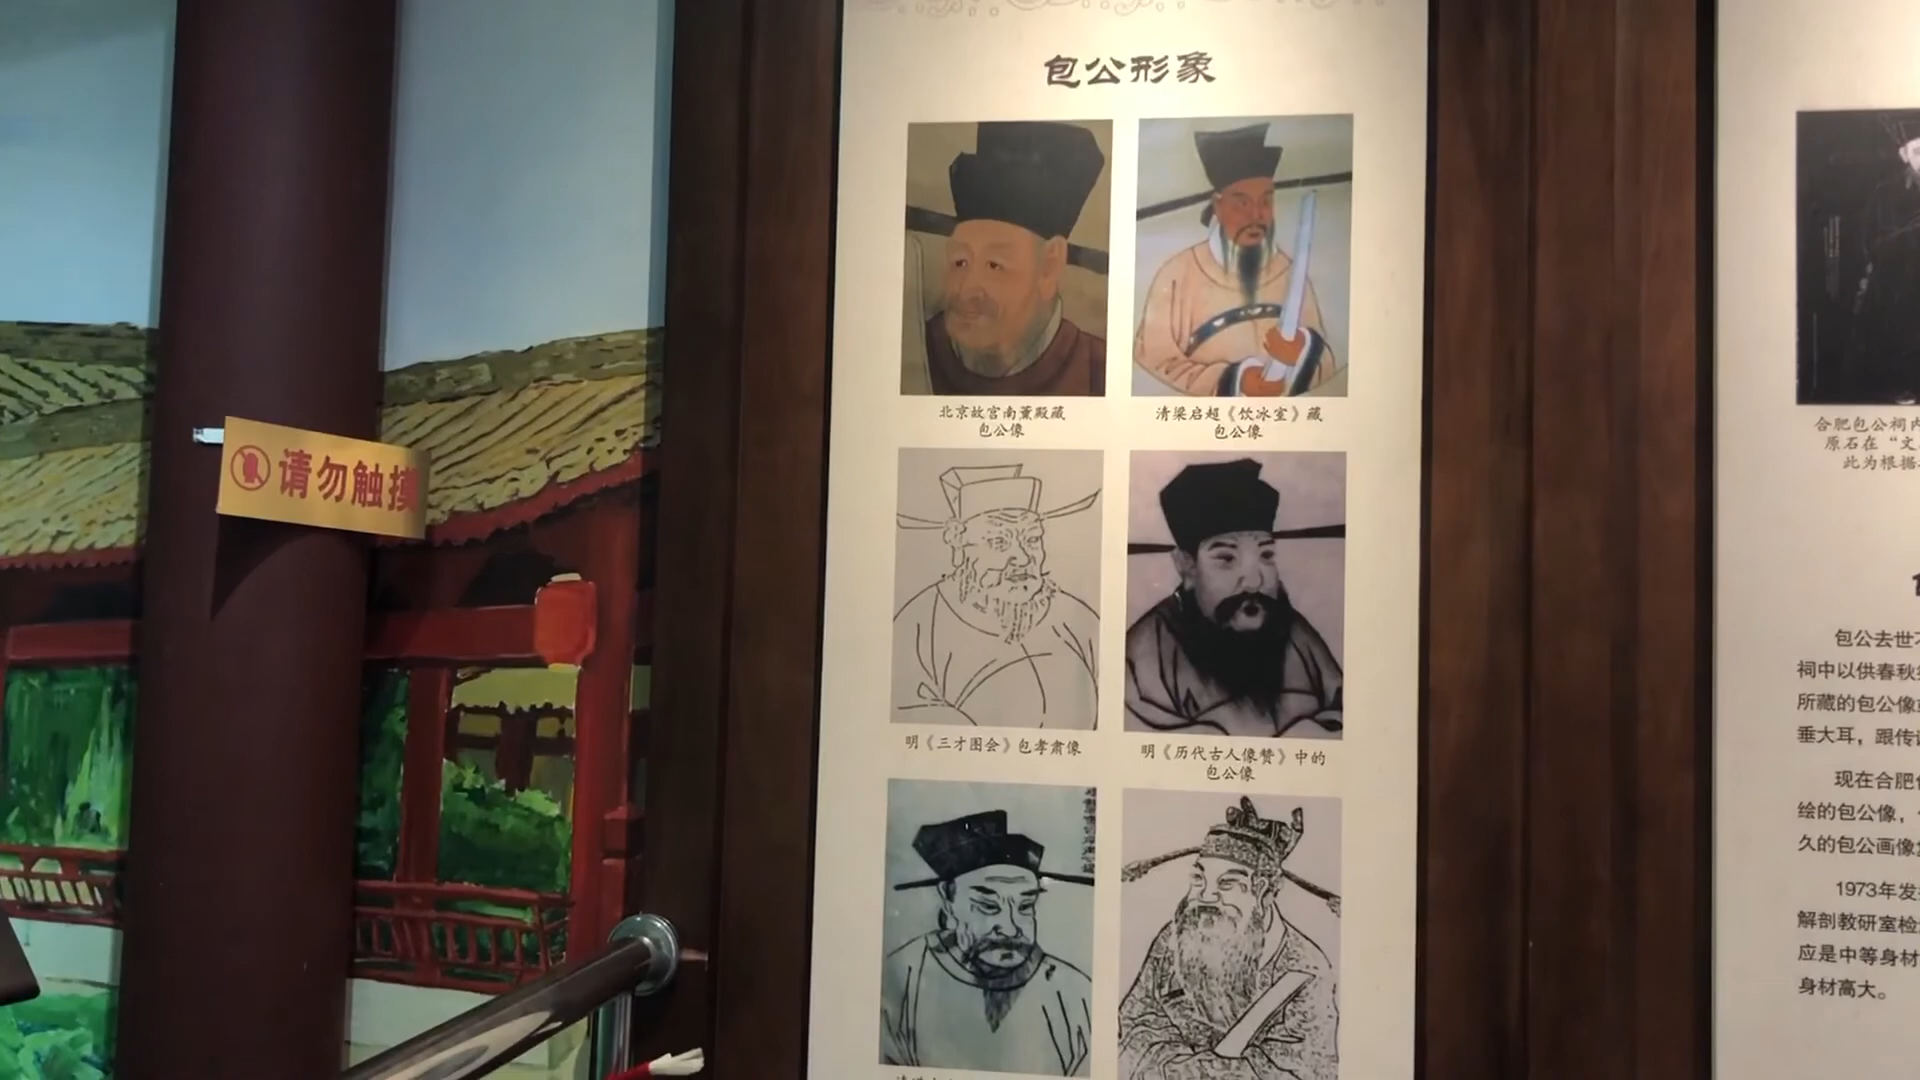 包公形象
北京故宫南薰殿藏
包公像
清梁启超《饮冰室》藏
包公像
明《三才图会》包孝肃像
明《历代古人像赞》中的
包公像
请勿触摸
合肥包公祠内
原石在“文
此为根据
包公去世
祠中以供春秋
所藏的包公像
垂大耳，跟传
现在合肥
绘的包公像，
久的包公画像
1973年发
解剖教研室检
应是中等身材
身材高大。